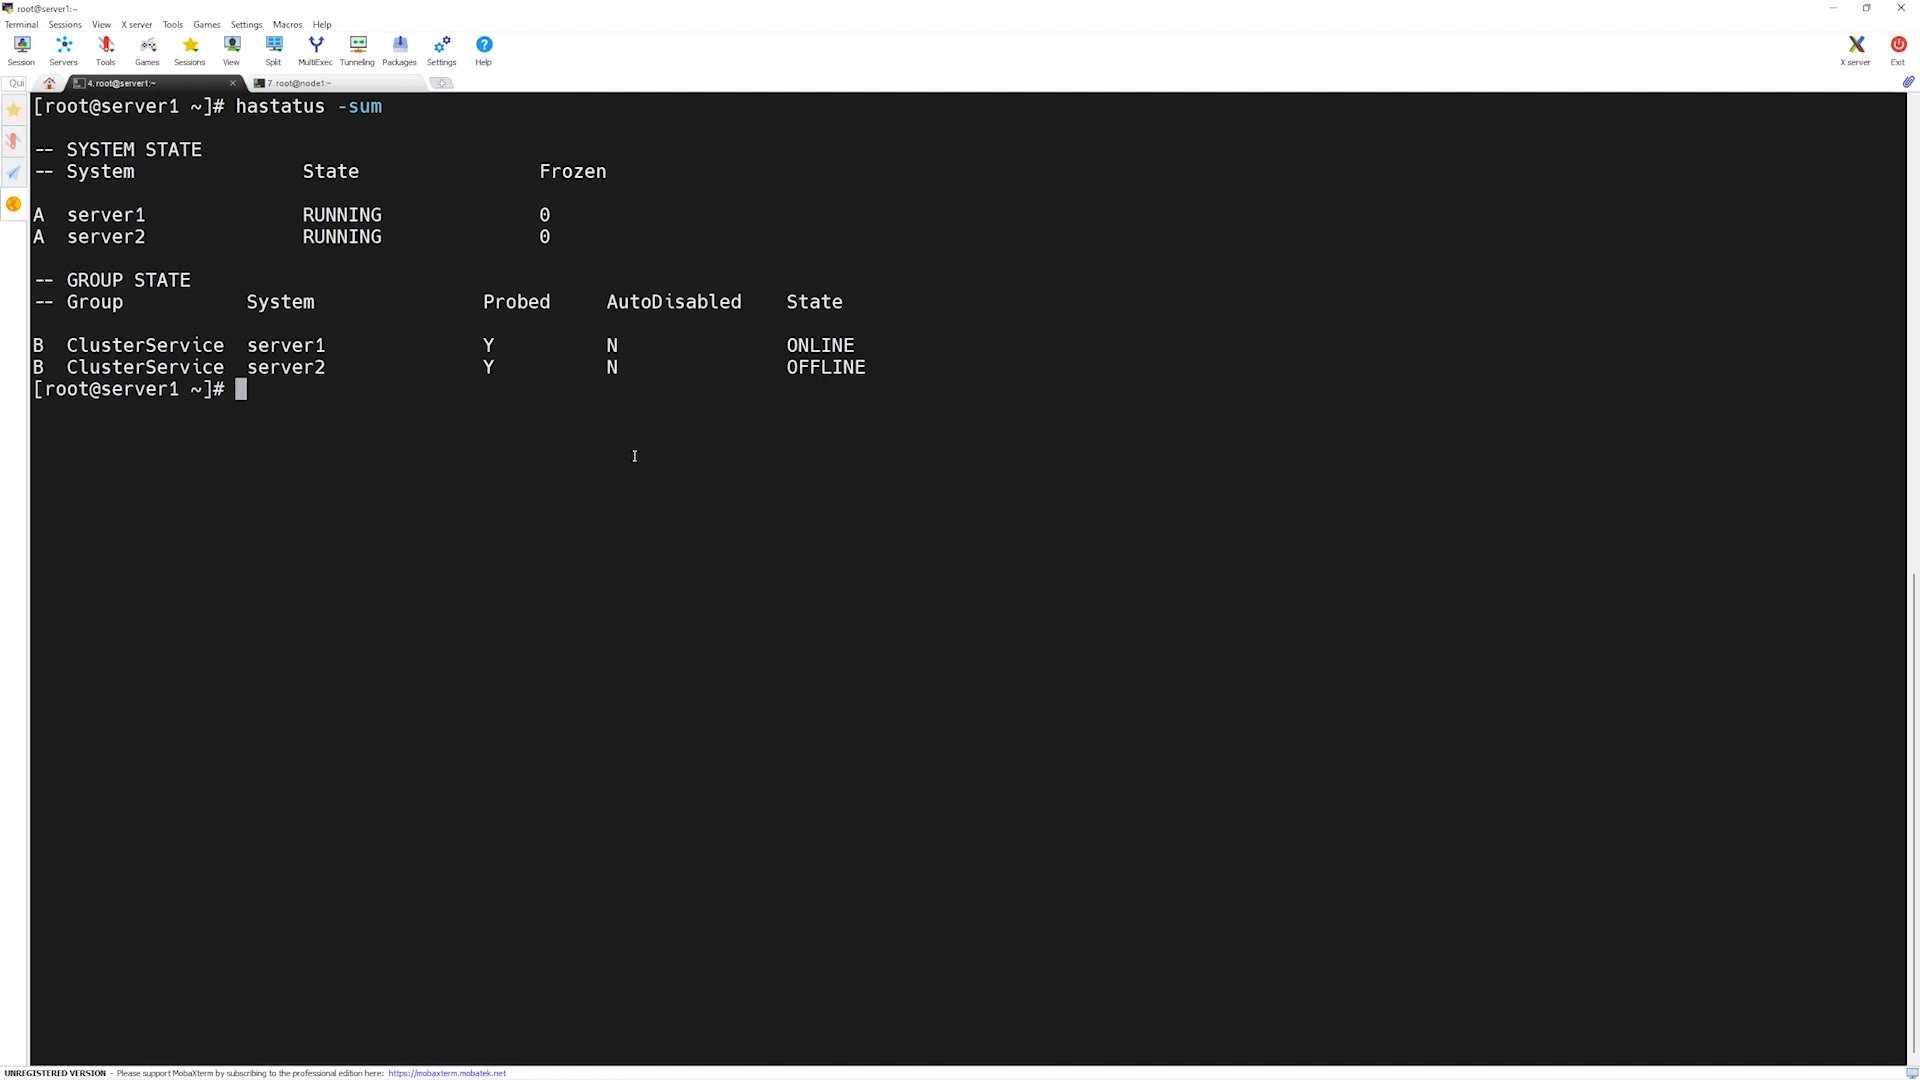 root@server1:~
Terminal Sessions View X server Tools Games Settings Macros Help
Session Servers Tools Games Sessions View Split MultiExec Tunneling Packages Settings Help X server Exit
Qui 4. root@server1:~ 7. root@node1:~
[root@server1 ~]# hastatus -sum
-- SYSTEM STATE
-- System State Frozen
A server1 RUNNING 0
A server2 RUNNING 0
-- GROUP STATE
-- Group System Probed AutoDisabled State
B ClusterService server1 Y N ONLINE
B ClusterService server2 Y N OFFLINE
[root@server1 ~]#
UNREGISTERED VERSION - Please support MobaXterm by subscribing to the professional edition here: https://mobaxterm.mobatek.net